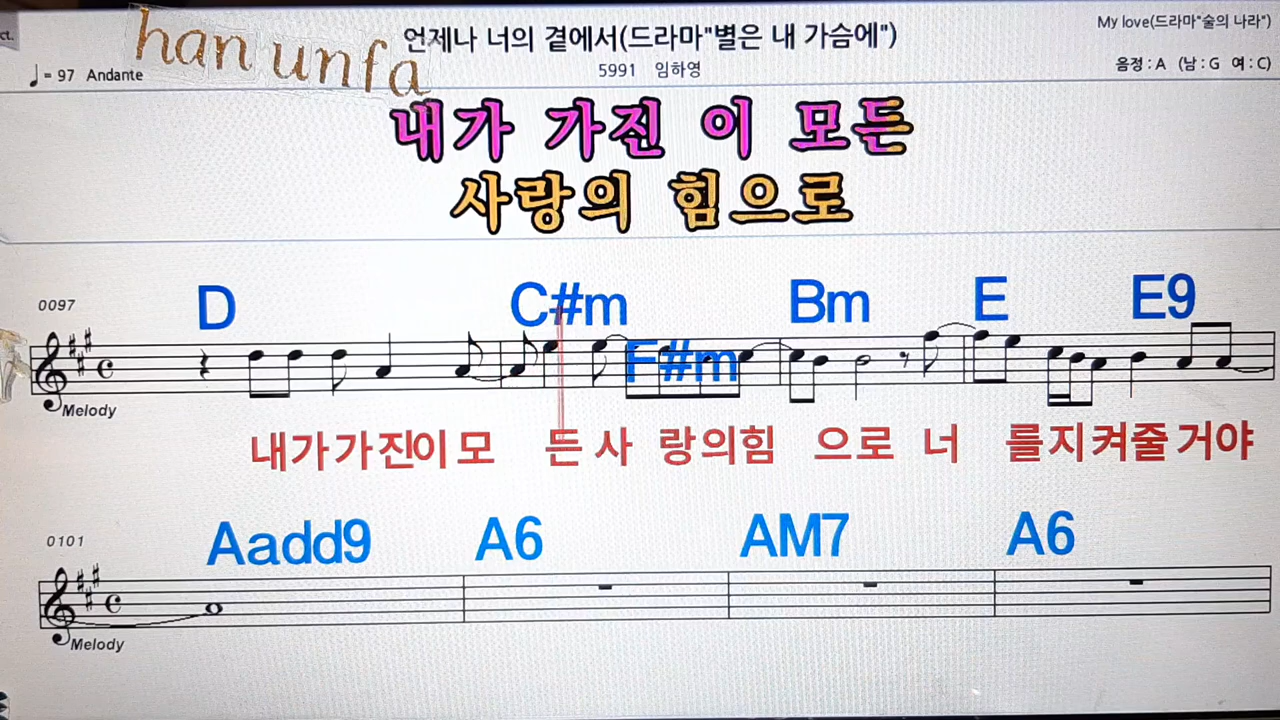 ct.
han unfa
언제나 너의 곁에서(드라마"별은 내 가슴에")
My love(드라마"술의 나라")
♩= 97 Andante
5991 임하영
음정 : A (남 : G 여 : C)
내가 가진 이 모든
사랑의 힘으로
0097
D C#m F#m Bm E E9
Melody
내가가진이모 든사 랑의힘 으로 너 를지켜줄거야
0101
Aadd9 A6 AM7 A6
Melody